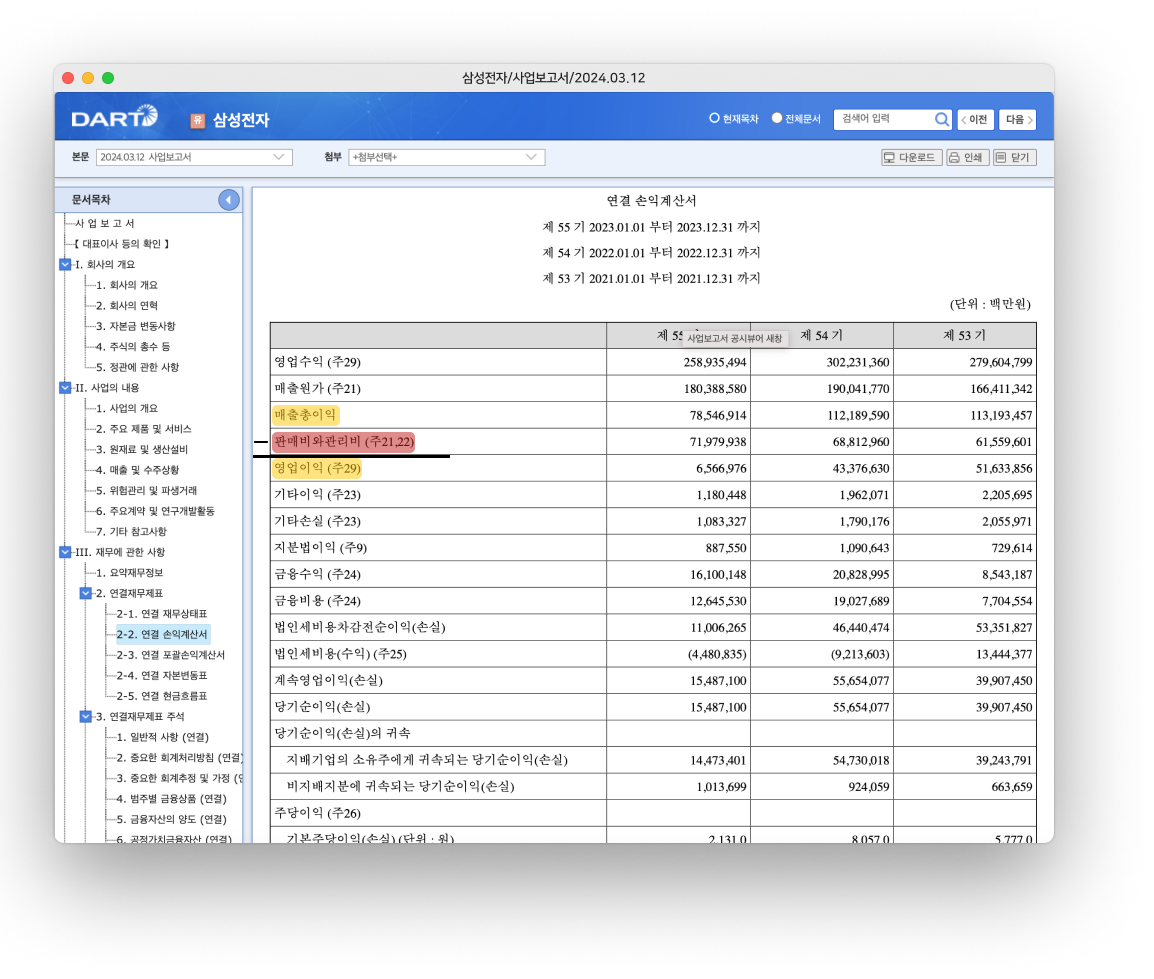 삼성전자/사업보고서/2024.03.12
DART 유 삼성전자 현재목차 전체문서 검색어 입력 이전 다음
본문 2024.03.12 사업보고서 첨부 +첨부선택+ 다운로드 인쇄 닫기
문서목차
사 업 보 고 서
【 대표이사 등의 확인 】
I. 회사의 개요
1. 회사의 개요
2. 회사의 연혁
3. 자본금 변동사항
4. 주식의 총수 등
5. 정관에 관한 사항
II. 사업의 내용
1. 사업의 개요
2. 주요 제품 및 서비스
3. 원재료 및 생산설비
4. 매출 및 수주상황
5. 위험관리 및 파생거래
6. 주요계약 및 연구개발활동
7. 기타 참고사항
III. 재무에 관한 사항
1. 요약재무정보
2. 연결재무제표
2-1. 연결 재무상태표
2-2. 연결 손익계산서
2-3. 연결 포괄손익계산서
2-4. 연결 자본변동표
2-5. 연결 현금흐름표
3. 연결재무제표 주석
1. 일반적 사항 (연결)
2. 중요한 회계처리방침 (연결)
3. 중요한 회계추정 및 가정 (연
4. 범주별 금융상품 (연결)
5. 금융자산의 양도 (연결)
6. 공정가치금융자산 (연결)
연결 손익계산서
제 55 기 2023.01.01 부터 2023.12.31 까지
제 54 기 2022.01.01 부터 2022.12.31 까지
제 53 기 2021.01.01 부터 2021.12.31 까지
(단위 : 백만원)
제 55 제 54 기 제 53 기
사업보고서 공시뷰어 새창
영업수익 (주29) 258,935,494 302,231,360 279,604,799
매출원가 (주21) 180,388,580 190,041,770 166,411,342
매출총이익 78,546,914 112,189,590 113,193,457
판매비와관리비 (주21,22) 71,979,938 68,812,960 61,559,601
영업이익 (주29) 6,566,976 43,376,630 51,633,856
기타이익 (주23) 1,180,448 1,962,071 2,205,695
기타손실 (주23) 1,083,327 1,790,176 2,055,971
지분법이익 (주9) 887,550 1,090,643 729,614
금융수익 (주24) 16,100,148 20,828,995 8,543,187
금융비용 (주24) 12,645,530 19,027,689 7,704,554
법인세비용차감전순이익(손실) 11,006,265 46,440,474 53,351,827
법인세비용(수익) (주25) (4,480,835) (9,213,603) 13,444,377
계속영업이익(손실) 15,487,100 55,654,077 39,907,450
당기순이익(손실) 15,487,100 55,654,077 39,907,450
당기순이익(손실)의 귀속
지배기업의 소유주에게 귀속되는 당기순이익(손실) 14,473,401 54,730,018 39,243,791
비지배지분에 귀속되는 당기순이익(손실) 1,013,699 924,059 663,659
주당이익 (주26)
기본주당이익(손실) (단위 : 원) 2,131.0 8,057.0 5,777.0